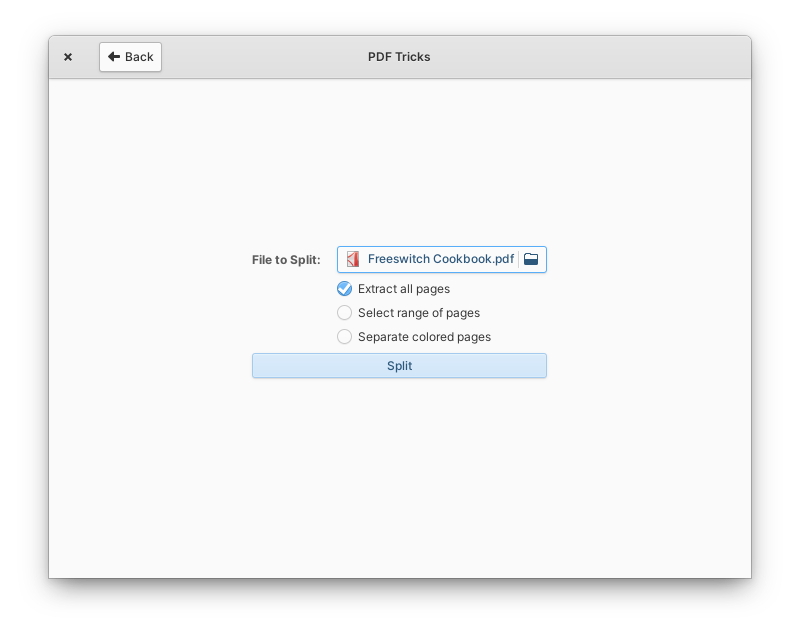 Back
PDF Tricks
File to Split:
Freeswitch Cookbook.pdf
Extract all pages
Select range of pages
Separate colored pages
Split